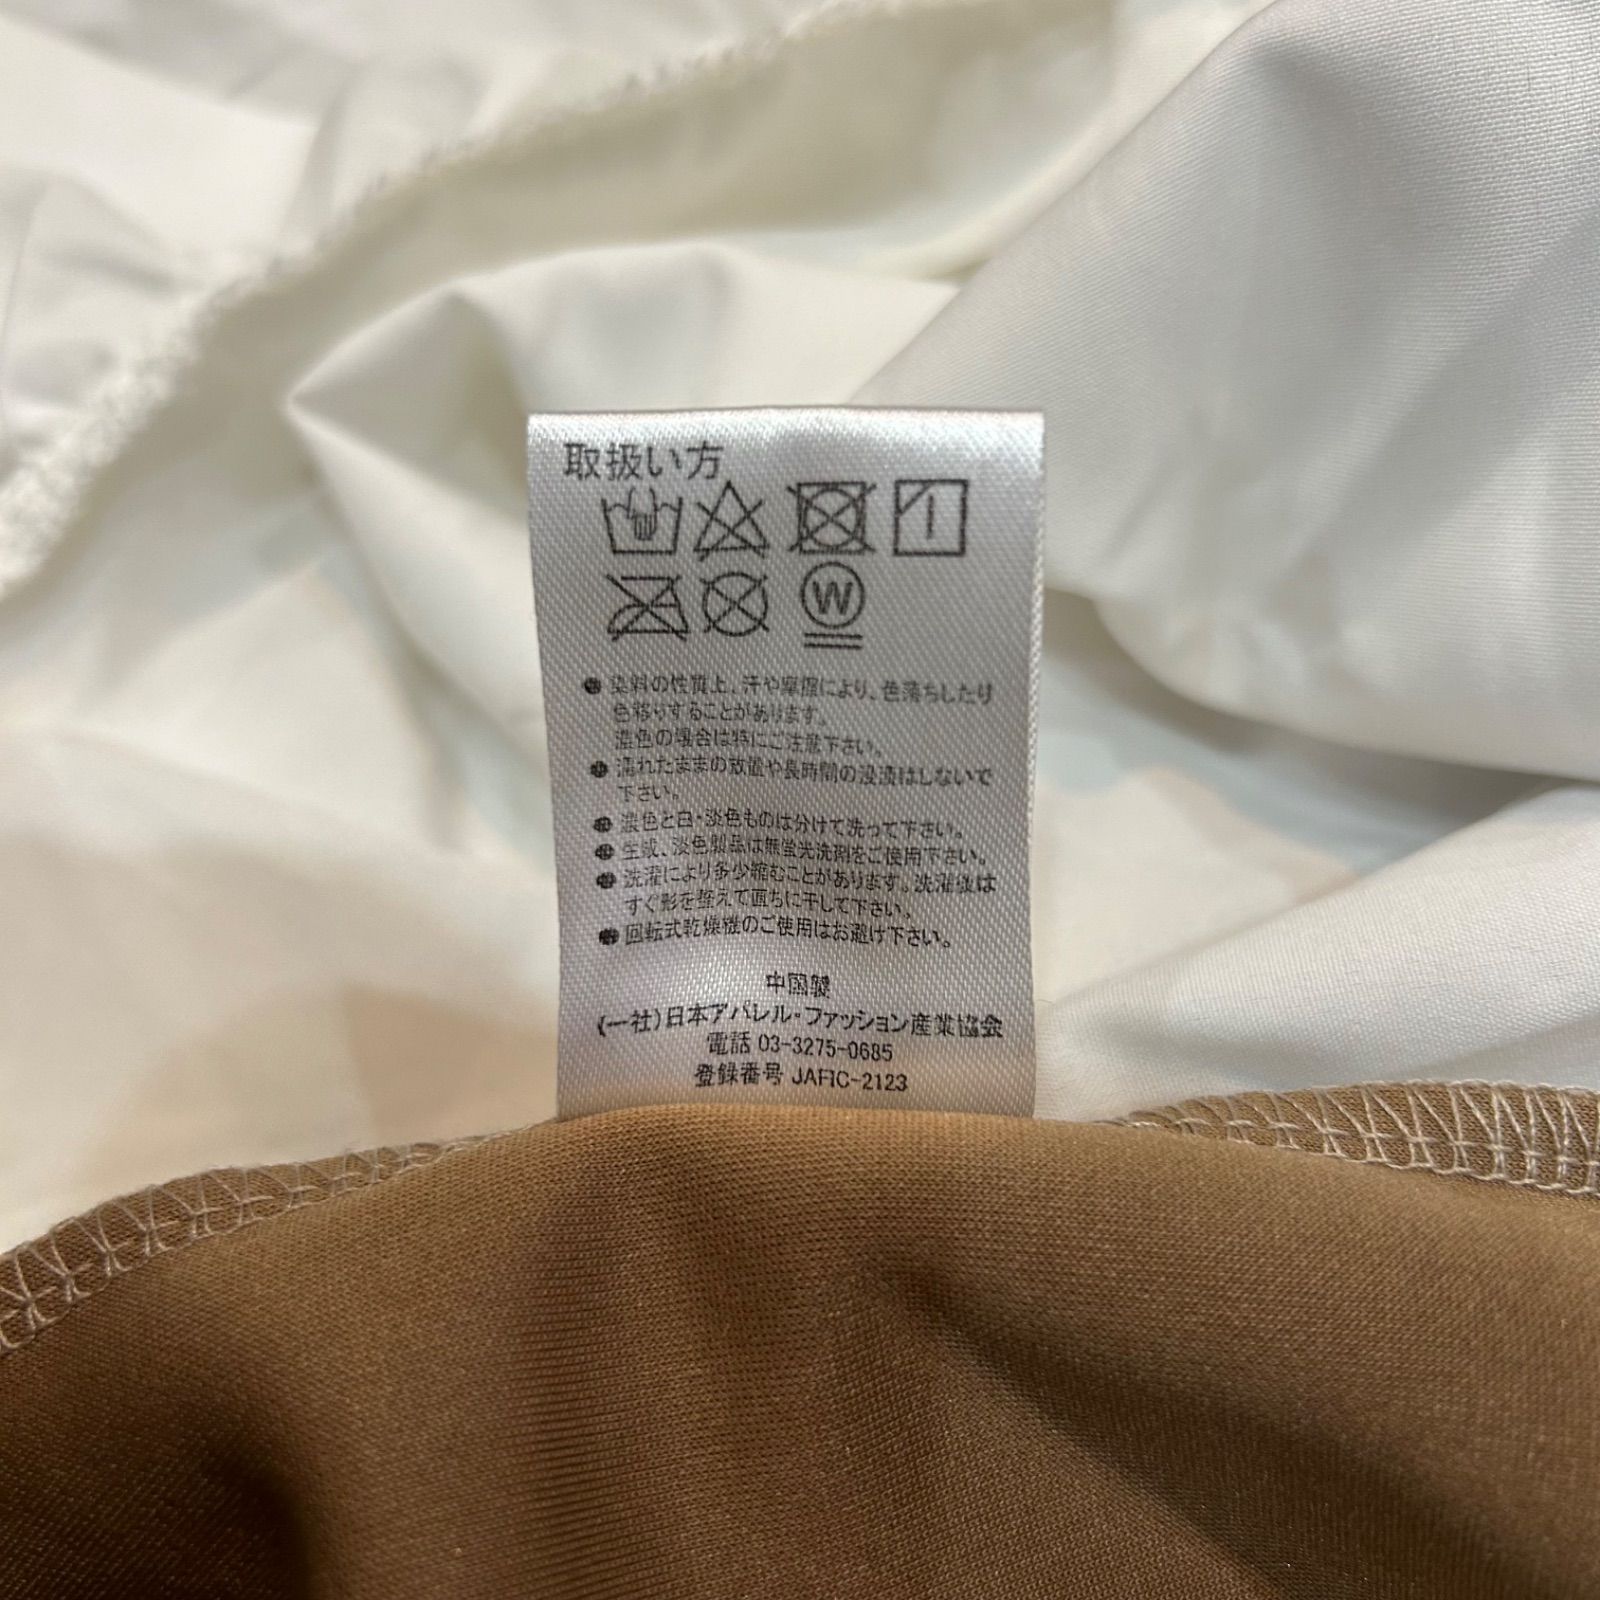 取扱い方
W
● 染料の性質上、汗や摩擦により、色落ちしたり
色移りすることがあります。
濃色の場合は特にご注意下さい。
● 濡れたままの放置や長時間の浸漬はしないで
下さい。
● 濃色と白・淡色ものは分けて洗って下さい。
● 生成、淡色製品は無蛍光洗剤をご使用下さい。
● 洗濯により多少縮むことがあります。洗濯後は
すぐ形を整えて直ちに干して下さい。
● 回転式乾燥機のご使用はお避け下さい。
中国製
(一社)日本アパレル・ファッション産業協会
電話 03-3275-0685
登録番号 JAFIC-2123